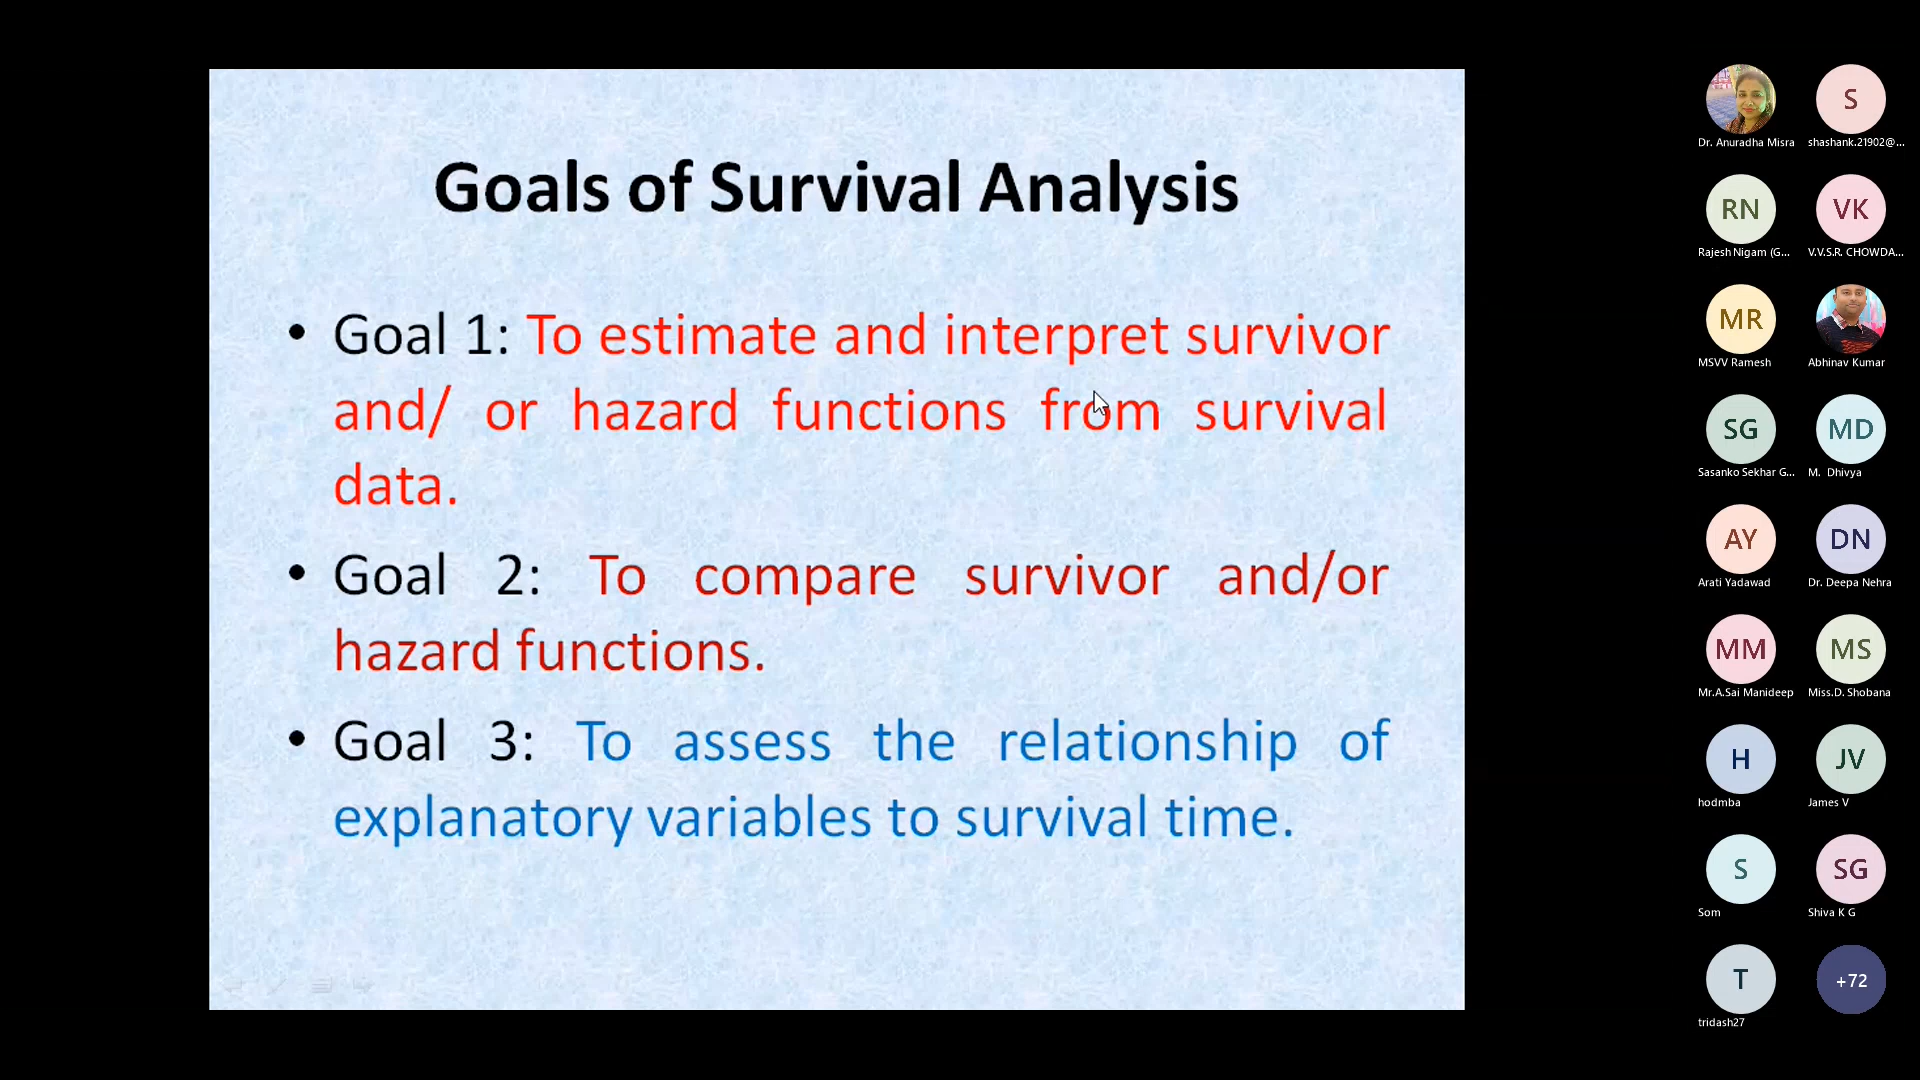 Goals of Survival Analysis
• Goal 1: To estimate and interpret survivor
and/ or hazard functions from survival
data.
• Goal 2: To compare survivor and/or
hazard functions.
• Goal 3: To assess the relationship of
explanatory variables to survival time.
Dr. Anuradha Misra
S
shashank.21902@...
RN
Rajesh Nigam (G...
VK
V.V.S.R. CHOWDA...
MR
MSVV Ramesh
Abhinav Kumar
SG
Sasanko Sekhar G...
MD
M. Dhivya
AY
Arati Yadawad
DN
Dr. Deepa Nehra
MM
Mr.A.Sai Manideep
MS
Miss.D. Shobana
H
hodmba
JV
James V
S
Som
SG
Shiva K G
T
tridash27
+72